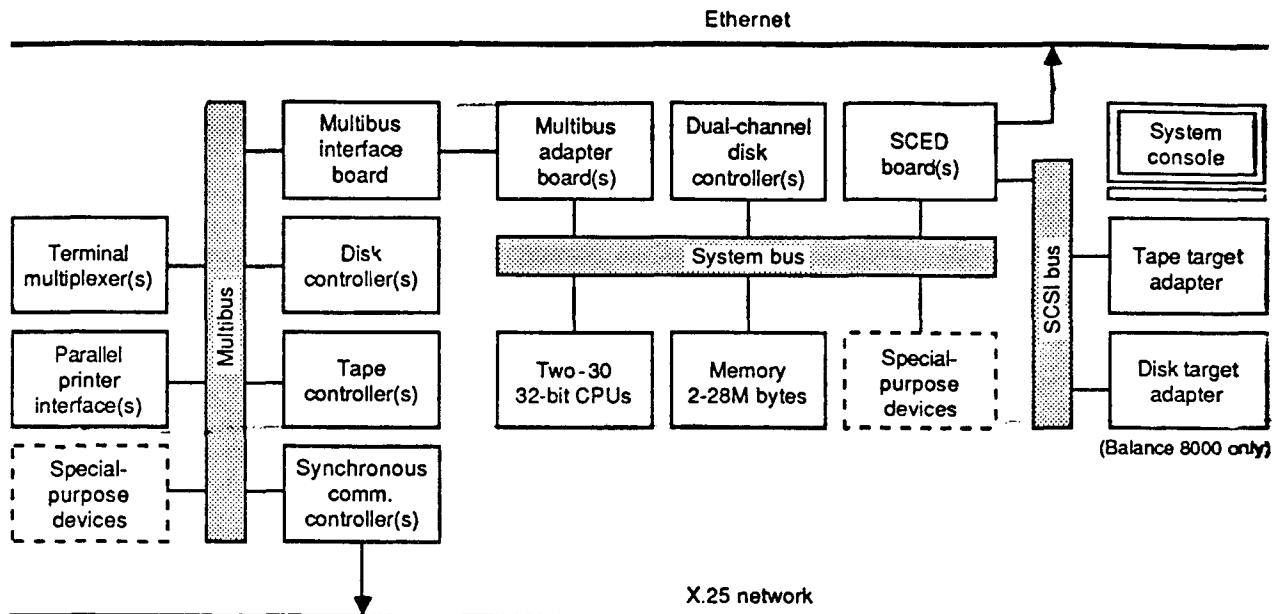 Ethernet
Multibus
interface
board
Multibus
adapter
board(s)
Dual-channel
disk
controller(s)
SCED
board(s)
System
console
Terminal
multiplexer(s)
Multibus
Disk
controller(s)
System bus
SCSI bus
Tape target
adapter
Parallel
printer
interface(s)
Tape
controller(s)
Two-30
32-bit CPUs
Memory
2-28M bytes
Special-
purpose
devices
Disk target
adapter
(Balance 8000 only)
Special-
purpose
devices
Synchronous
comm.
controller(s)
X.25 network